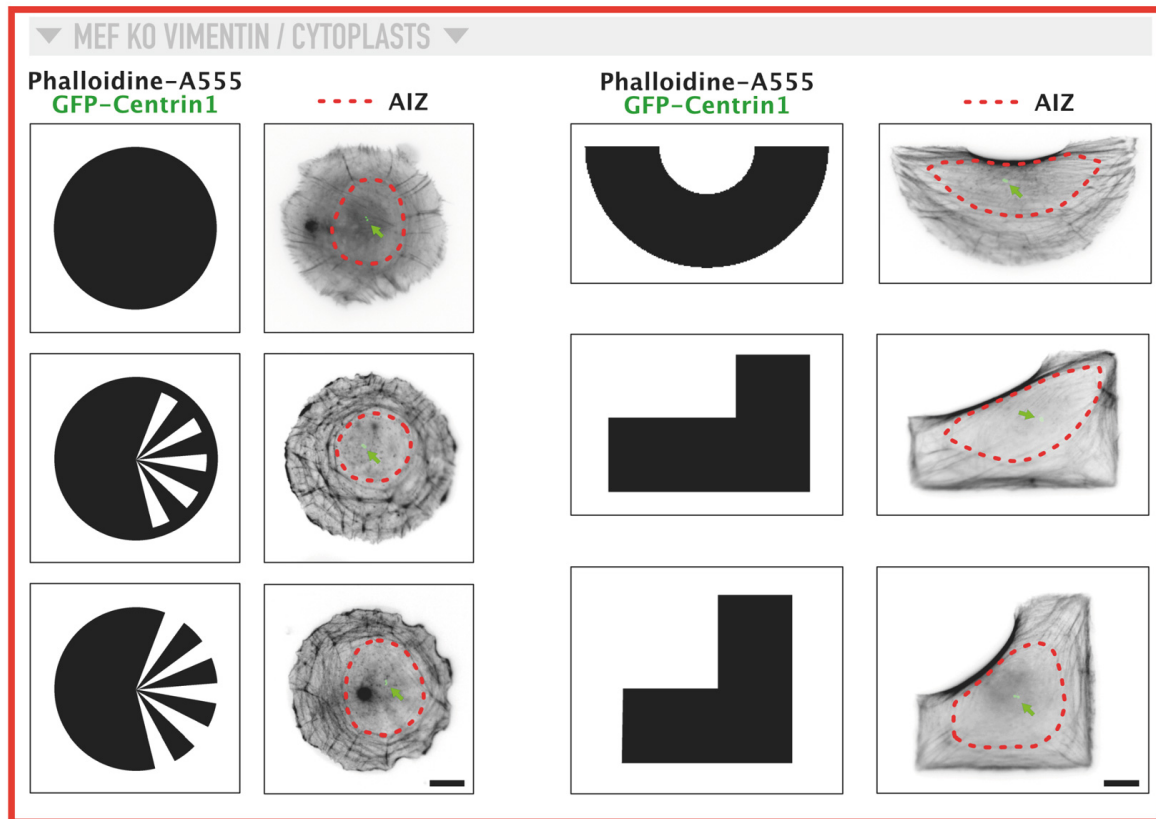 MEF KO VIMENTIN / CYTOPLASTS
Phalloidine-A555
GFP-Centrin1
AIZ
Phalloidine-A555
GFP-Centrin1
AIZ